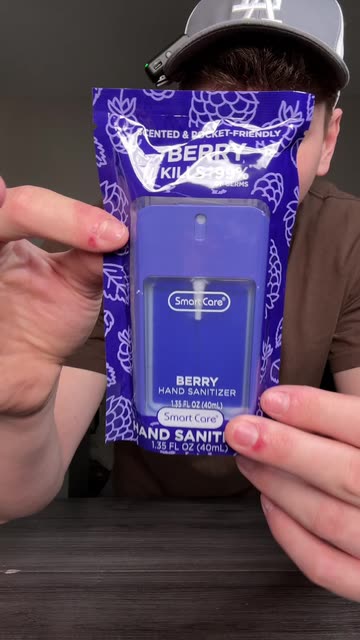 SCENTED & POCKET-FRIENDLY
BERRY
KILLS 99%
OF GERMS
Smart Care®
BERRY
HAND SANITIZER
1.35 FL OZ (40mL)
Smart Care®
HAND SANITI
1.35 FL OZ (40mL)